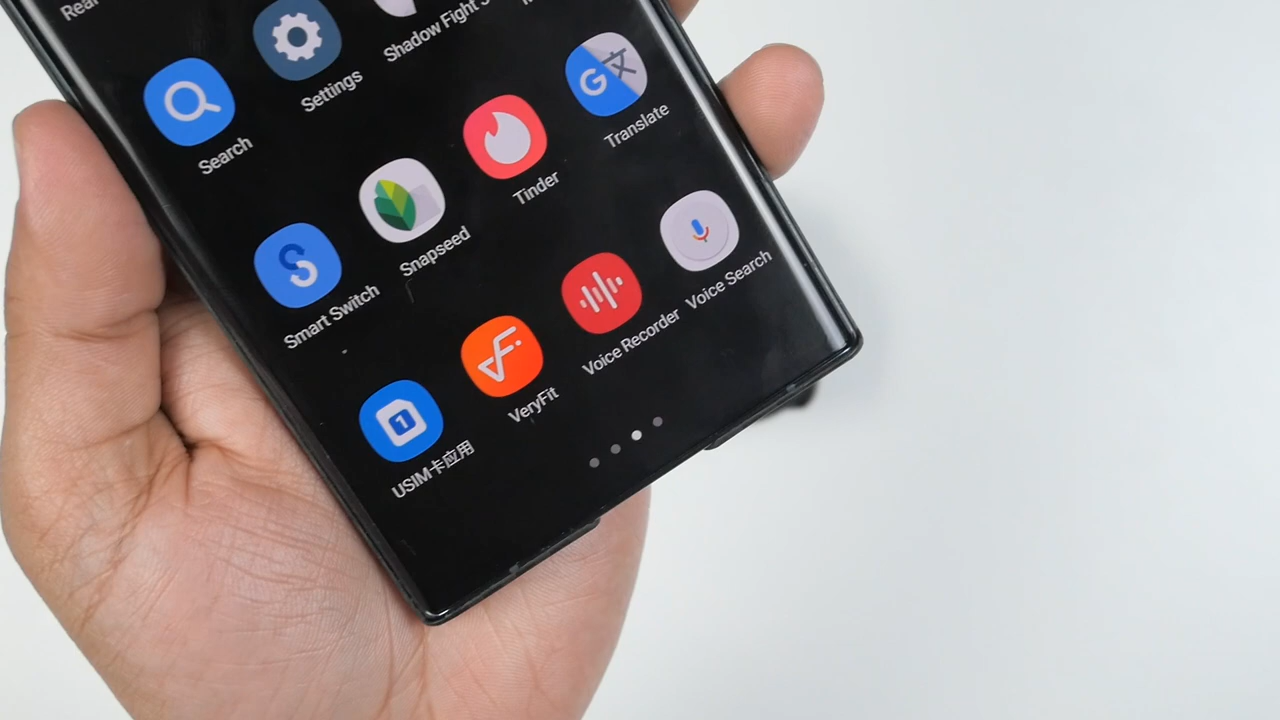 Settings
Shadow Fight 3
Search
Snapseed
Tinder
Translate
Smart Switch
VeryFit
Voice Recorder
Voice Search
USIM卡应用
1